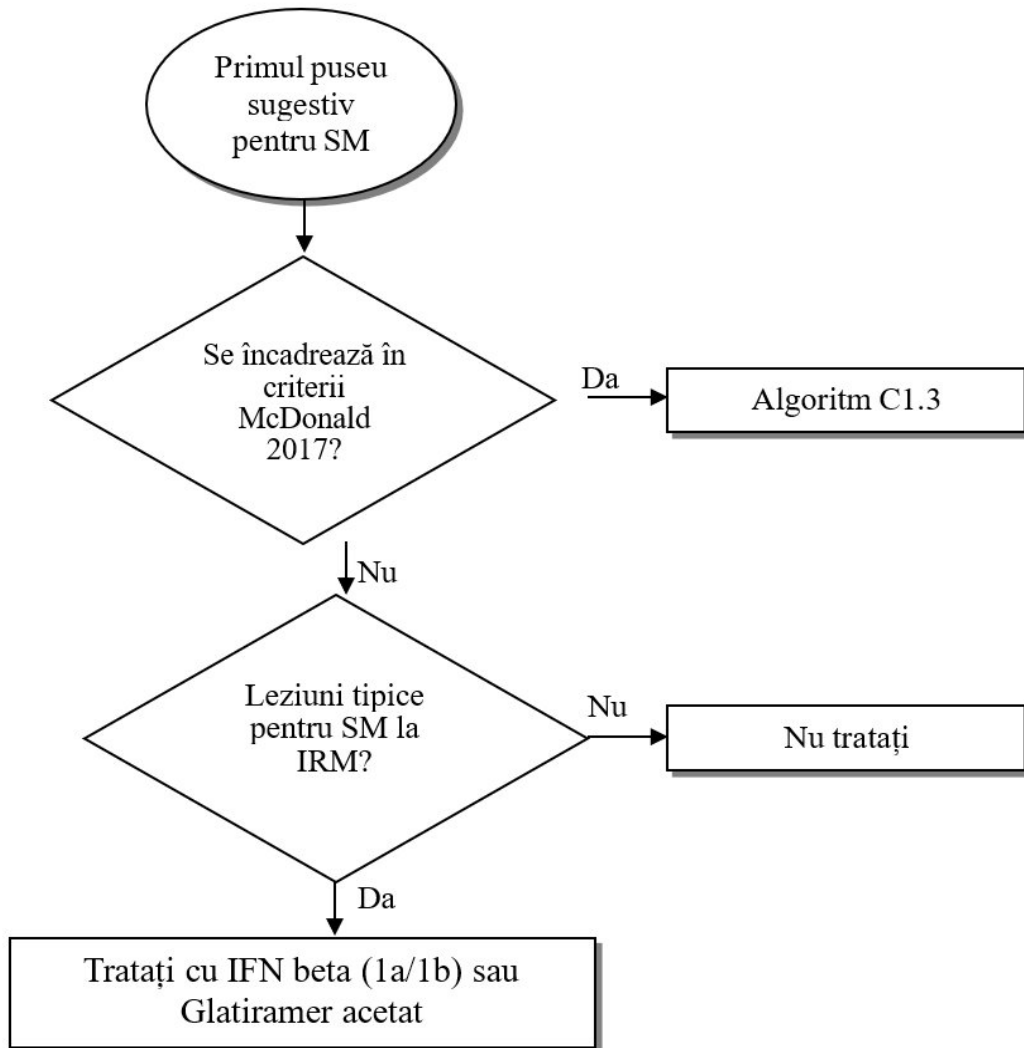 Primul puseu
sugestiv
pentru SM
Se încadrează în
criterii
McDonald
2017?
Da
Algoritm C1.3
Nu
Leziuni tipice
pentru SM la
IRM?
Nu
Nu tratați
Da
Tratați cu IFN beta (1a/1b) sau
Glatiramer acetat